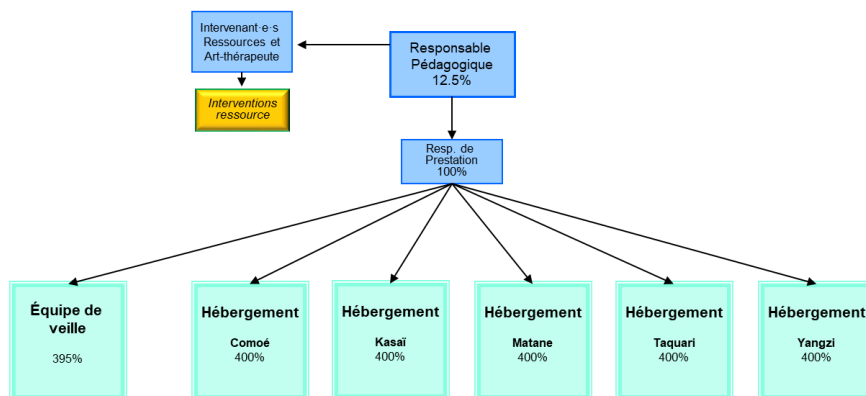 Intervenant·e·s
Ressources et
Art-thérapeute
Responsable
Pédagogique
12.5%
Interventions
ressource
Resp. de
Prestation
100%
Équipe de
veille
395%
Hébergement
Comoé
400%
Hébergement
Kasaï
400%
Hébergement
Matane
400%
Hébergement
Taquari
400%
Hébergement
Yangzi
400%